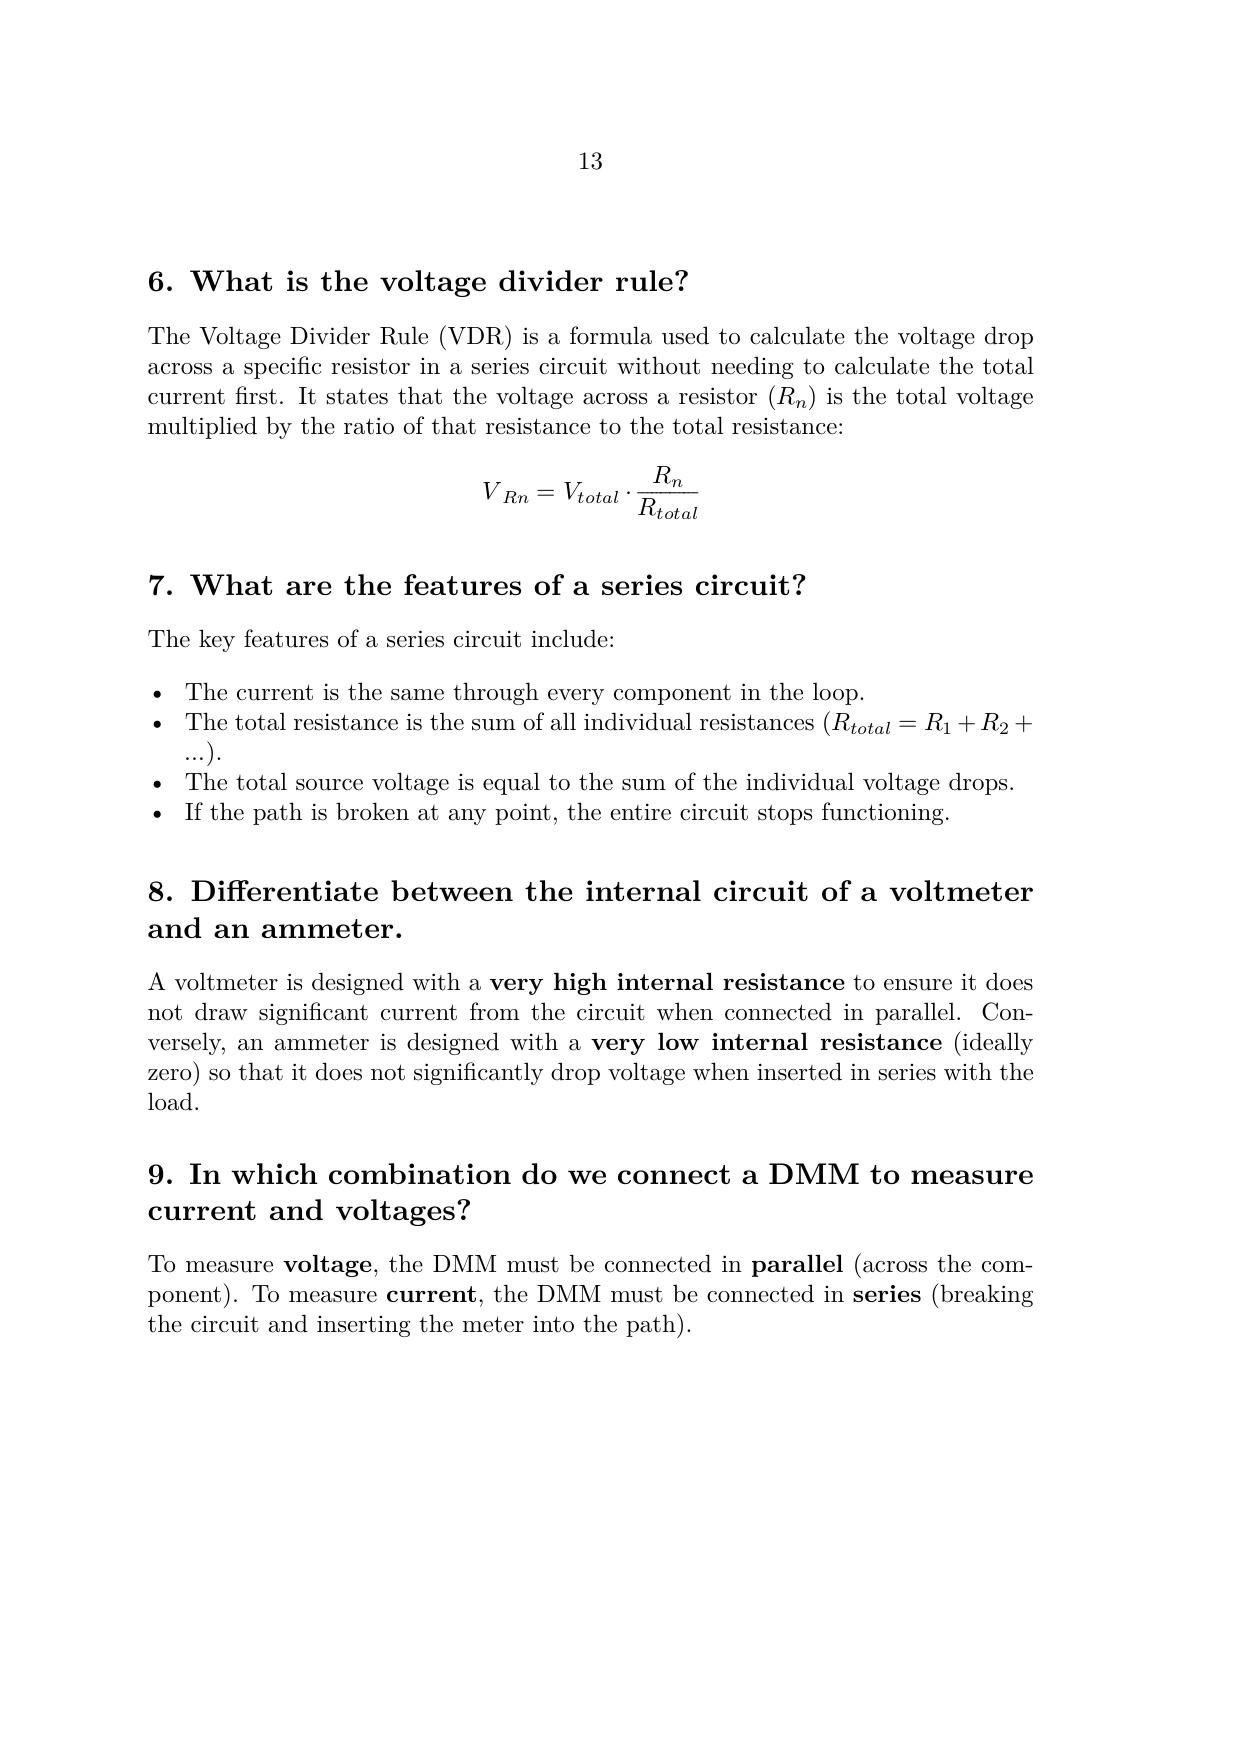 13
6. What is the voltage divider rule?
The Voltage Divider Rule (VDR) is a formula used to calculate the voltage drop
across a specific resistor in a series circuit without needing to calculate the total
current first. It states that the voltage across a resistor (Rₙ) is the total voltage
multiplied by the ratio of that resistance to the total resistance:
V_{Rn} = V_{total} · \frac{R_n}{R_{total}}
7. What are the features of a series circuit?
The key features of a series circuit include:
• The current is the same through every component in the loop.
• The total resistance is the sum of all individual resistances (R_{total} = R₁ + R₂ +
...).
• The total source voltage is equal to the sum of the individual voltage drops.
• If the path is broken at any point, the entire circuit stops functioning.
8. Differentiate between the internal circuit of a voltmeter
and an ammeter.
A voltmeter is designed with a very high internal resistance to ensure it does
not draw significant current from the circuit when connected in parallel. Con-
versely, an ammeter is designed with a very low internal resistance (ideally
zero) so that it does not significantly drop voltage when inserted in series with the
load.
9. In which combination do we connect a DMM to measure
current and voltages?
To measure voltage, the DMM must be connected in parallel (across the com-
ponent). To measure current, the DMM must be connected in series (breaking
the circuit and inserting the meter into the path).